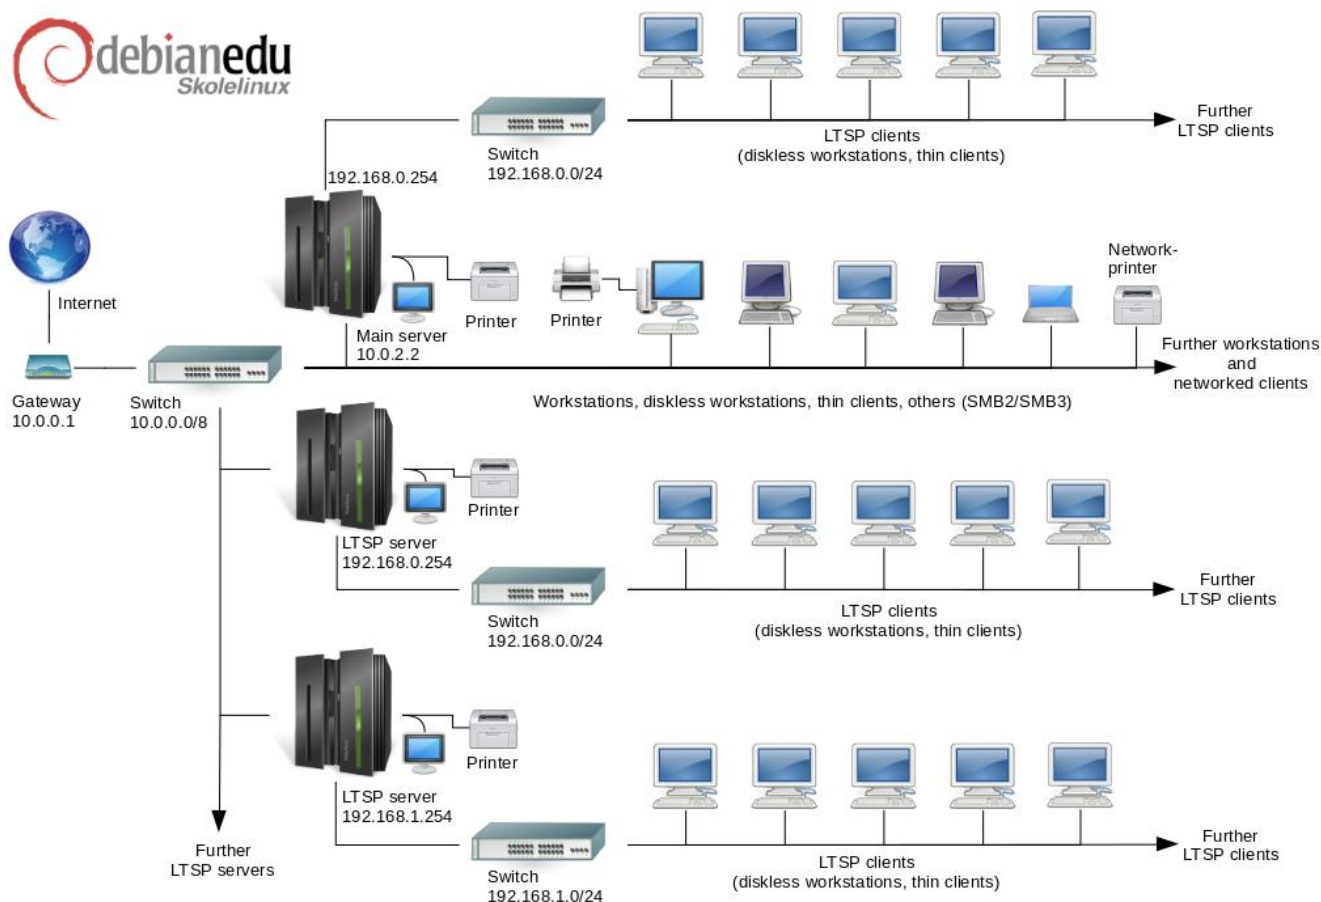 debianedu
Skolelinux
Further
LTSP clients
LTSP clients
(diskless workstations, thin clients)
Switch
192.168.0.0/24
192.168.0.254
Internet
Printer
Printer
Network-
printer
Main server
10.0.2.2
Further workstations
and
networked clients
Gateway
10.0.0.1
Switch
10.0.0.0/8
Workstations, diskless workstations, thin clients, others (SMB2/SMB3)
Printer
LTSP server
192.168.0.254
Switch
192.168.0.0/24
LTSP clients
(diskless workstations, thin clients)
Further
LTSP clients
Printer
LTSP server
192.168.1.254
Further
LTSP servers
Switch
192.168.1.0/24
LTSP clients
(diskless workstations, thin clients)
Further
LTSP clients